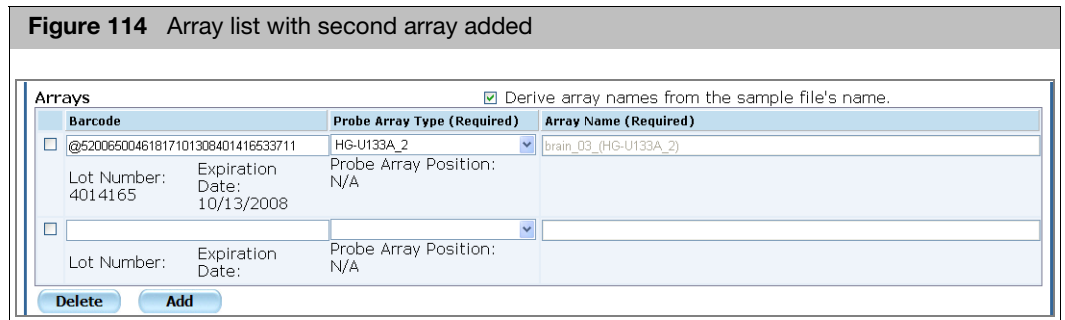 Figure 114 Array list with second array added
Arrays
Derive array names from the sample file's name.
Barcode Probe Array Type (Required) Array Name (Required)
@52006500461817101308401416533711 HG-U133A_2 brain_03_(HG-U133A_2)
Lot Number: 4014165 Expiration Date: 10/13/2008 Probe Array Position: N/A
Lot Number: Expiration Date: Probe Array Position: N/A
Delete Add